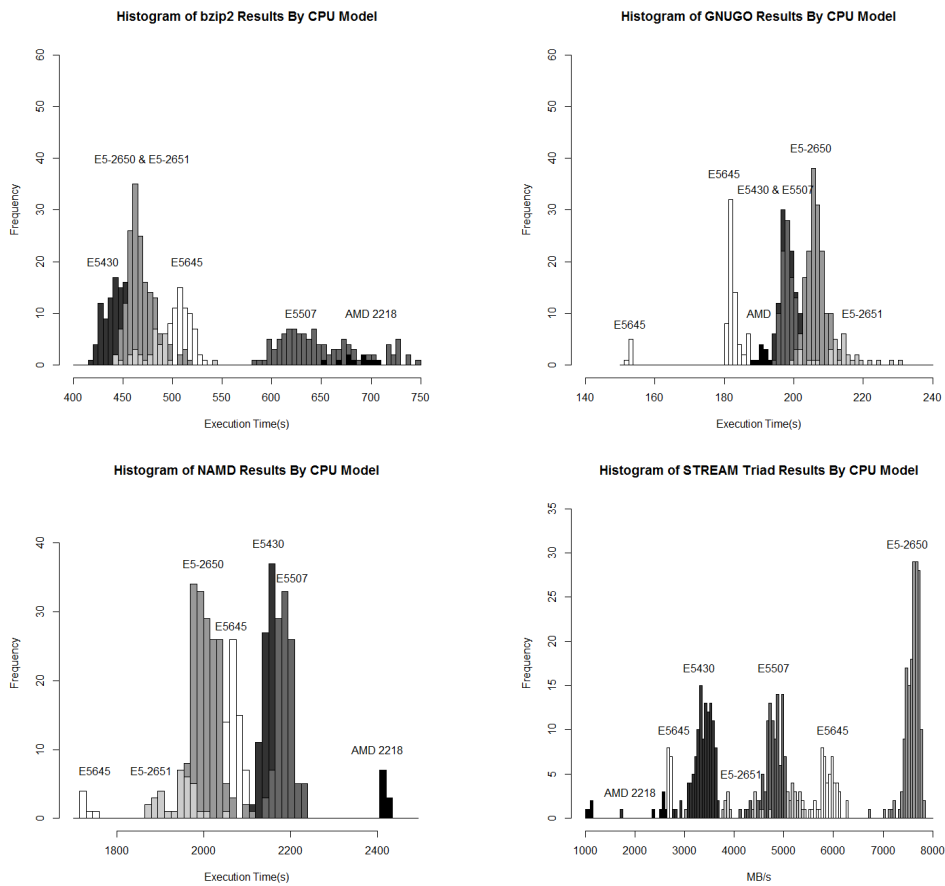 Histogram of bzip2 Results By CPU Model
60
50
40
30
20
10
0
Frequency
E5-2650 & E5-2651
E5430
E5645
E5507
AMD 2218
400 450 500 550 600 650 700 750
Execution Time(s)
Histogram of GNUGO Results By CPU Model
60
50
40
30
20
10
0
Frequency
E5-2650
E5645
E5430 & E5507
E5645
AMD
E5-2651
140 160 180 200 220 240
Execution Time(s)
Histogram of NAMD Results By CPU Model
40
30
20
10
0
Frequency
E5430
E5-2650
E5507
E5645
AMD 2218
E5645
E5-2651
1800 2000 2200 2400
Execution Time(s)
Histogram of STREAM Triad Results By CPU Model
35
30
25
20
15
10
5
0
Frequency
E5-2650
E5430
E5507
E5645
E5645
E5-2651
AMD 2218
1000 2000 3000 4000 5000 6000 7000 8000
MB/s